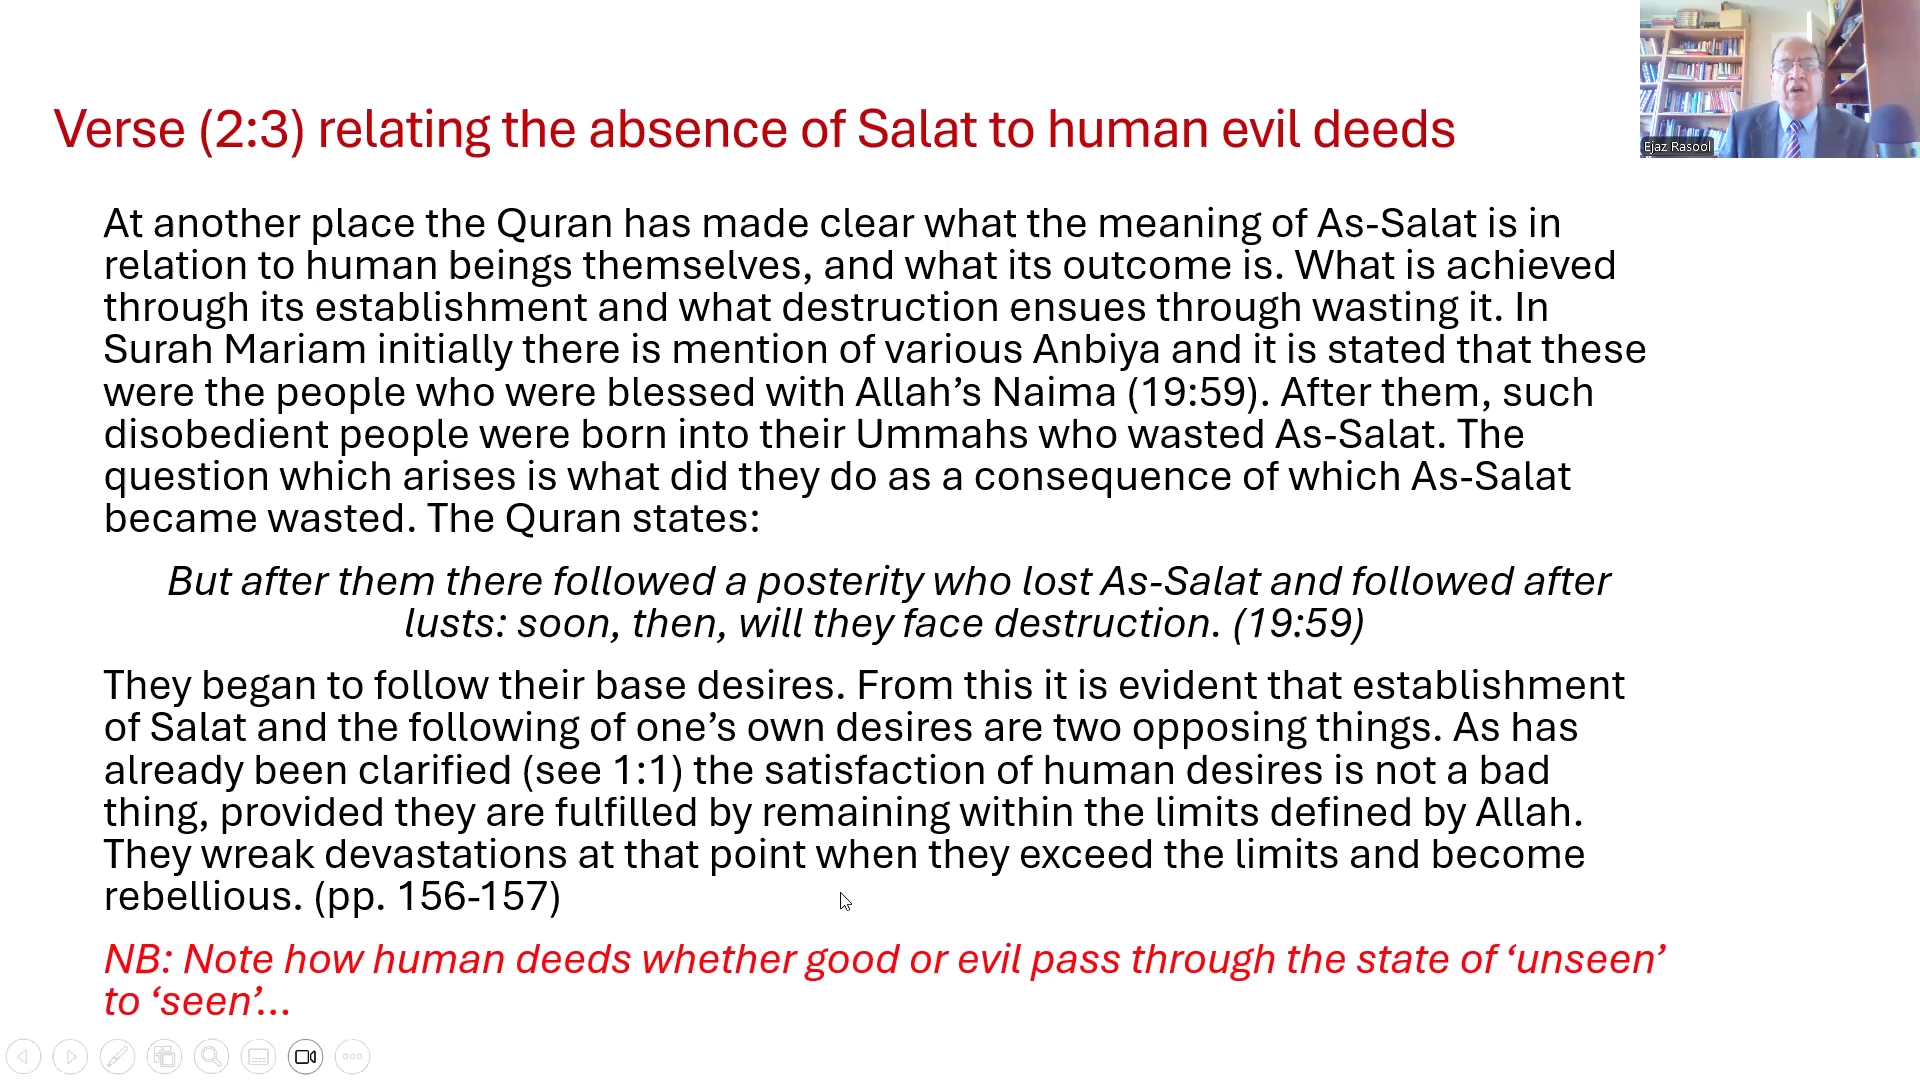 Verse (2:3) relating the absence of Salat to human evil deeds
Ejaz Rasool
At another place the Quran has made clear what the meaning of As-Salat is in
relation to human beings themselves, and what its outcome is. What is achieved
through its establishment and what destruction ensues through wasting it. In
Surah Mariam initially there is mention of various Anbiya and it is stated that these
were the people who were blessed with Allah’s Naima (19:59). After them, such
disobedient people were born into their Ummahs who wasted As-Salat. The
question which arises is what did they do as a consequence of which As-Salat
became wasted. The Quran states:
But after them there followed a posterity who lost As-Salat and followed after
lusts: soon, then, will they face destruction. (19:59)
They began to follow their base desires. From this it is evident that establishment
of Salat and the following of one’s own desires are two opposing things. As has
already been clarified (see 1:1) the satisfaction of human desires is not a bad
thing, provided they are fulfilled by remaining within the limits defined by Allah.
They wreak devastations at that point when they exceed the limits and become
rebellious. (pp. 156-157)
NB: Note how human deeds whether good or evil pass through the state of ‘unseen’
to ‘seen’...